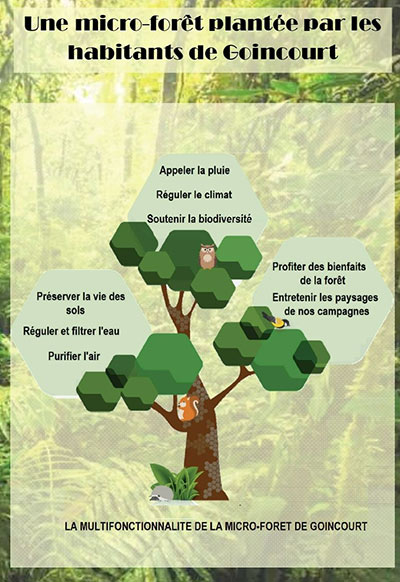 Une micro-forêt plantée par les
habitants de Goincourt
Appeler la pluie
Réguler le climat
Soutenir la biodiversité
Préserver la vie des
sols
Réguler et filtrer l'eau
Purifier l'air
Profiter des bienfaits
de la forêt
Entretenir les paysages
de nos campagnes
LA MULTIFONCTIONNALITE DE LA MICRO-FORET DE GOINCOURT